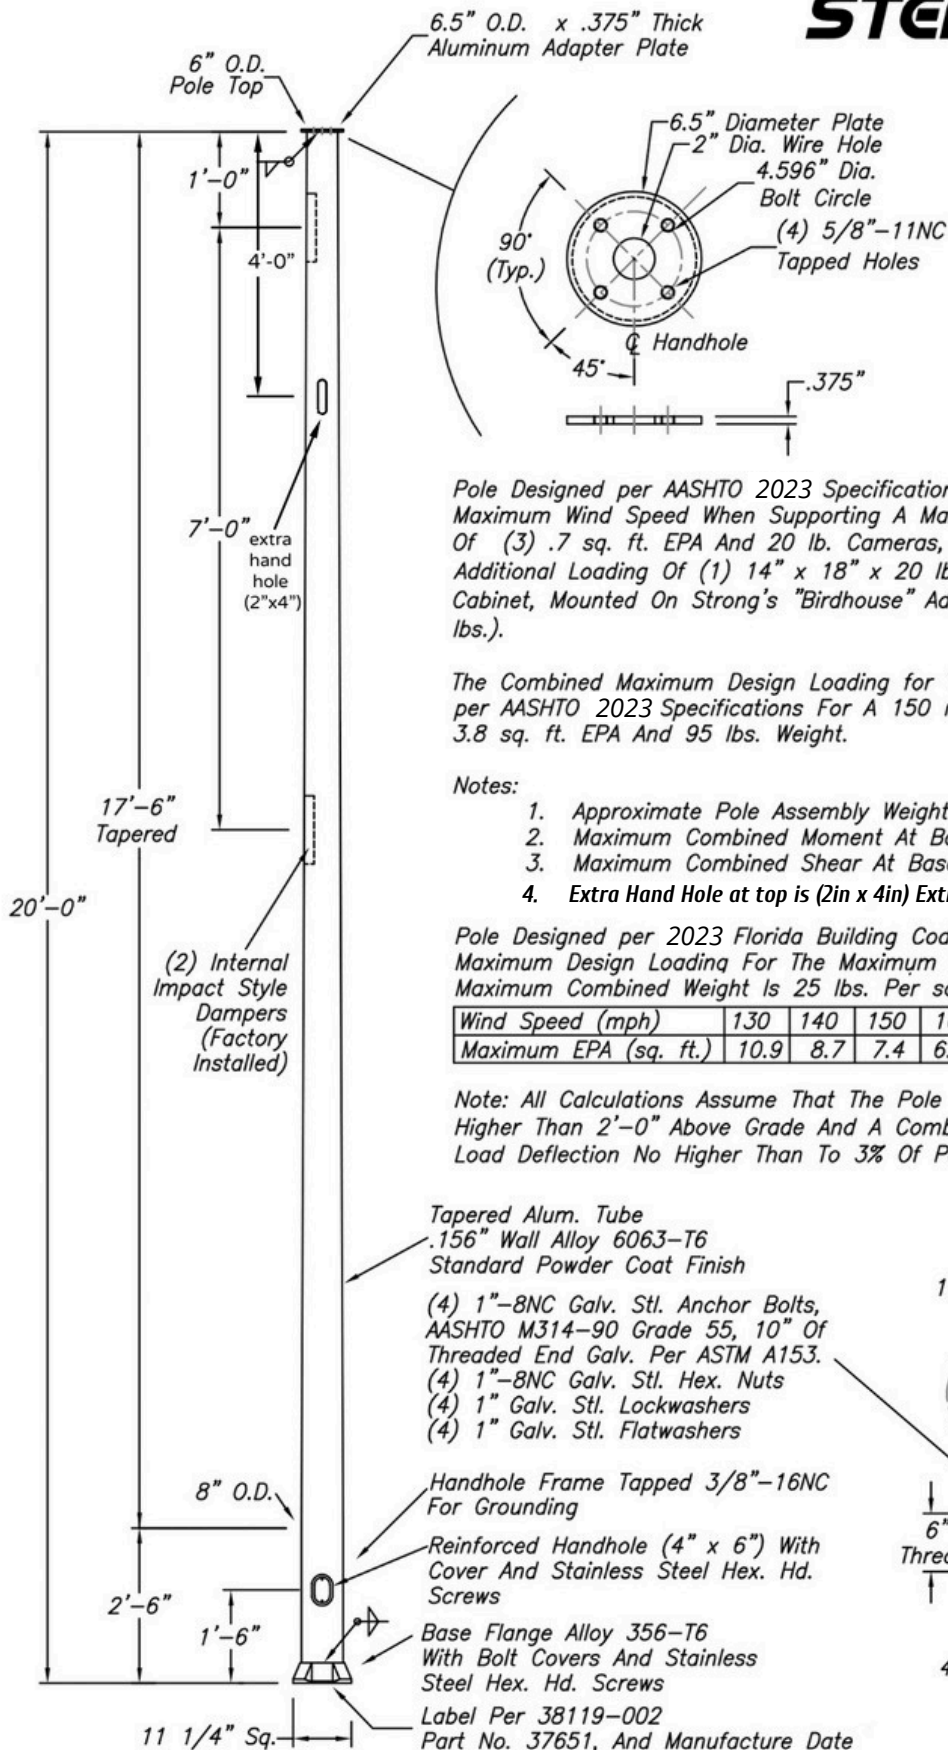 6.5" O.D. x .375" Thick
Aluminum Adapter Plate
6" O.D.
Pole Top
6.5" Diameter Plate
2" Dia. Wire Hole
4.596" Dia.
Bolt Circle
(4) 5/8"-11NC
Tapped Holes
90°
(Typ.)
45°
℄ Handhole
.375"
1'-0"
4'-0"
7'-0"
extra
hand
hole
(2"x4")
17'-6"
Tapered
20'-0"
(2) Internal
Impact Style
Dampers
(Factory
Installed)
Pole Designed per AASHTO 2023 Specification
Maximum Wind Speed When Supporting A Ma
Of (3) .7 sq. ft. EPA And 20 lb. Cameras,
Additional Loading Of (1) 14" x 18" x 20 lb
Cabinet, Mounted On Strong's "Birdhouse" Ad
lbs.).
The Combined Maximum Design Loading for
per AASHTO 2023 Specifications For A 150
3.8 sq. ft. EPA And 95 lbs. Weight.
Notes:
1. Approximate Pole Assembly Weight
2. Maximum Combined Moment At Ba
3. Maximum Combined Shear At Base
4. Extra Hand Hole at top is (2in x 4in) Extr
Pole Designed per 2023 Florida Building Coa
Maximum Design Loading For The Maximum
Maximum Combined Weight Is 25 lbs. Per so
Wind Speed (mph) 130 140 150 1
Maximum EPA (sq. ft.) 10.9 8.7 7.4 6
Note: All Calculations Assume That The Pole
Higher Than 2'-0" Above Grade And A Comb
Load Deflection No Higher Than To 3% Of P
Tapered Alum. Tube
.156" Wall Alloy 6063-T6
Standard Powder Coat Finish
(4) 1"-8NC Galv. Stl. Anchor Bolts,
AASHTO M314-90 Grade 55, 10" Of
Threaded End Galv. Per ASTM A153.
(4) 1"-8NC Galv. Stl. Hex. Nuts
(4) 1" Galv. Stl. Lockwashers
(4) 1" Galv. Stl. Flatwashers
1
8" O.D.
Handhole Frame Tapped 3/8"-16NC
For Grounding
6"
Threa
Reinforced Handhole (4" x 6") With
Cover And Stainless Steel Hex. Hd.
Screws
2'-6"
1'-6"
Base Flange Alloy 356-T6
With Bolt Covers And Stainless
Steel Hex. Hd. Screws
4
Label Per 38119-002
Part No. 37651, And Manufacture Date
11 1/4" Sq.